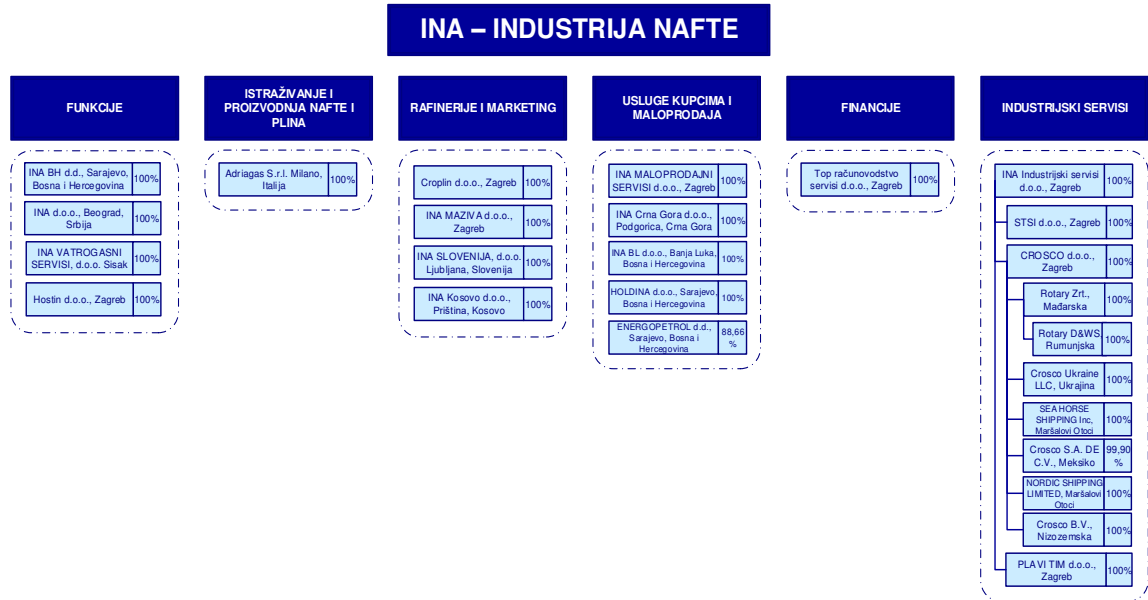 INA – INDUSTRIJA NAFTE
FUNKCIJE
INA BH d.d., Sarajevo,
Bosna i Hercegovina
100%
INA d.o.o., Beograd,
Srbija
100%
INA VATROGASNI
SERVISI, d.o.o. Sisak
100%
Hostin d.o.o., Zagreb
100%
ISTRAŽIVANJE I
PROIZVODNJA NAFTE I
PLINA
Adriagas S.r.l. Milano,
Italija
100%
RAFINERIJE I MARKETING
Croplin d.o.o., Zagreb
100%
INA MAZIVA d.o.o.,
Zagreb
100%
INA SLOVENIJA, d.o.o.
Ljubljana, Slovenija
100%
INA Kosovo d.o.o.,
Priština, Kosovo
100%
USLUGE KUPCIMA I
MALOPRODAJA
INA MALOPRODAJNI
SERVISI d.o.o., Zagreb
100%
INA Crna Gora d.o.o.,
Podgorica, Crna Gora
100%
INA BL d.o.o., Banja Luka,
Bosna i Hercegovina
100%
HOLDINA d.o.o., Sarajevo,
Bosna i Hercegovina
100%
ENERGOPETROL d.d.,
Sarajevo, Bosna i
Hercegovina
88,66
%
FINANCIJE
Top računovodstvo
servisi d.o.o., Zagreb
100%
INDUSTRIJSKI SERVISI
INA Industrijski servisi
d.o.o., Zagreb
100%
STSI d.o.o., Zagreb
100%
CROSCO d.o.o.,
Zagreb
100%
Rotary Zrt.,
Mađarska
100%
Rotary D&WS,
Rumunjska
100%
Crosco Ukraine
LLC, Ukrajina
100%
SEA HORSE
SHIPPING Inc,
Maršalovi Otoci
100%
Crosco S.A. DE
C.V., Meksiko
99,90
%
NORDIC SHIPPING
LIMITED, Maršalovi
Otoci
100%
Crosco B.V.,
Nizozemska
100%
PLAVI TIM d.o.o.,
Zagreb
100%